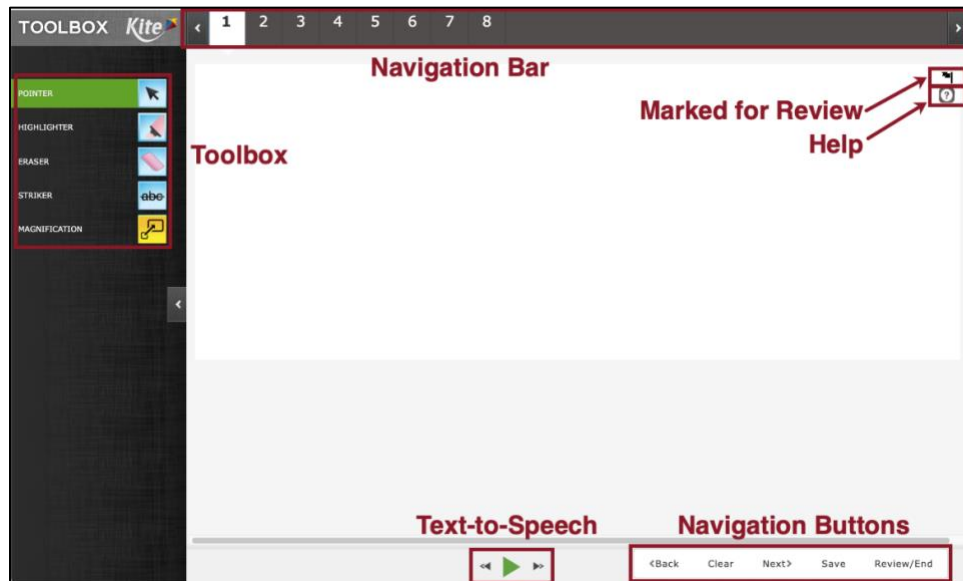 TOOLBOX Kite
1 2 3 4 5 6 7 8
Navigation Bar
POINTER
Marked for Review
HIGHLIGHTER
Help
ERASER
Toolbox
STRIKER abc
MAGNIFICATION
Text-to-Speech
Navigation Buttons
<Back Clear Next> Save Review/End